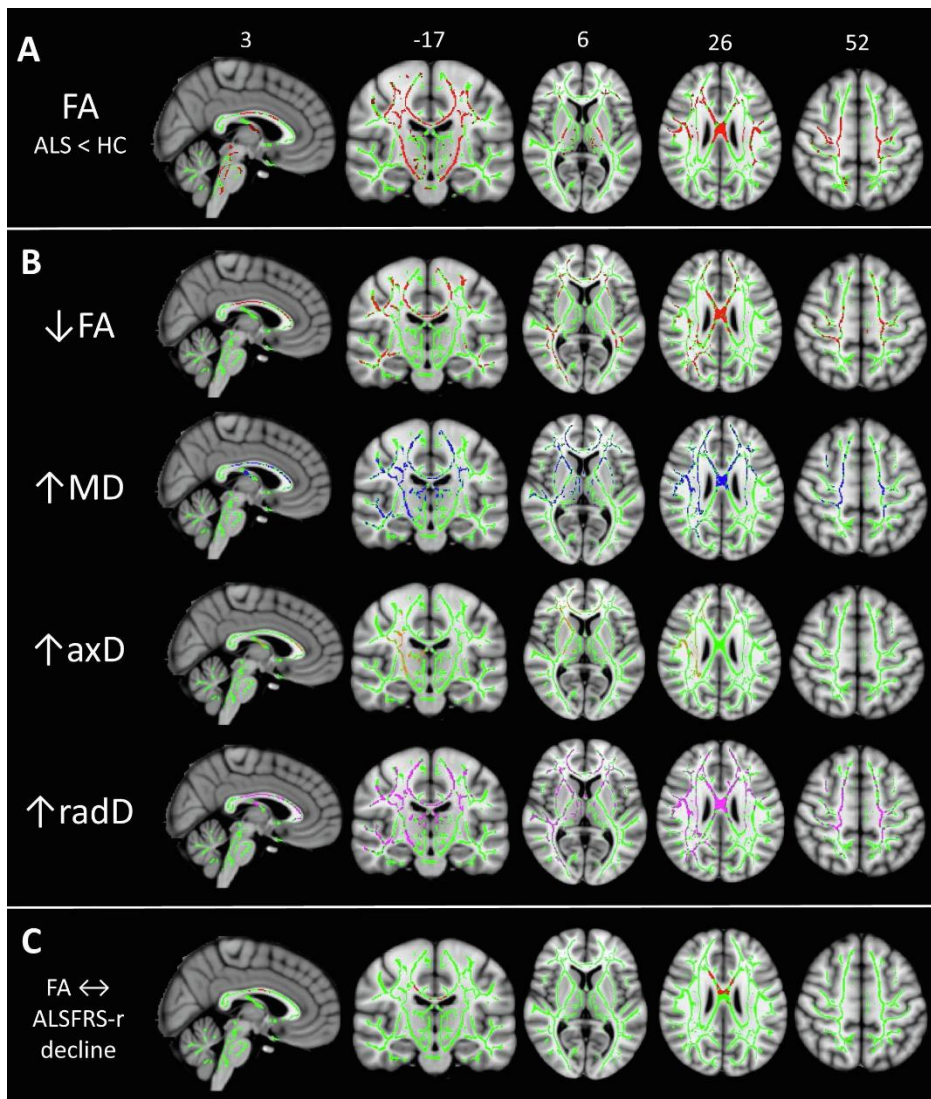 A
3
-17
6
26
52
FA
ALS < HC
B
↓FA
↑MD
↑axD
↑radD
C
FA ↔
ALSFRS-r
decline